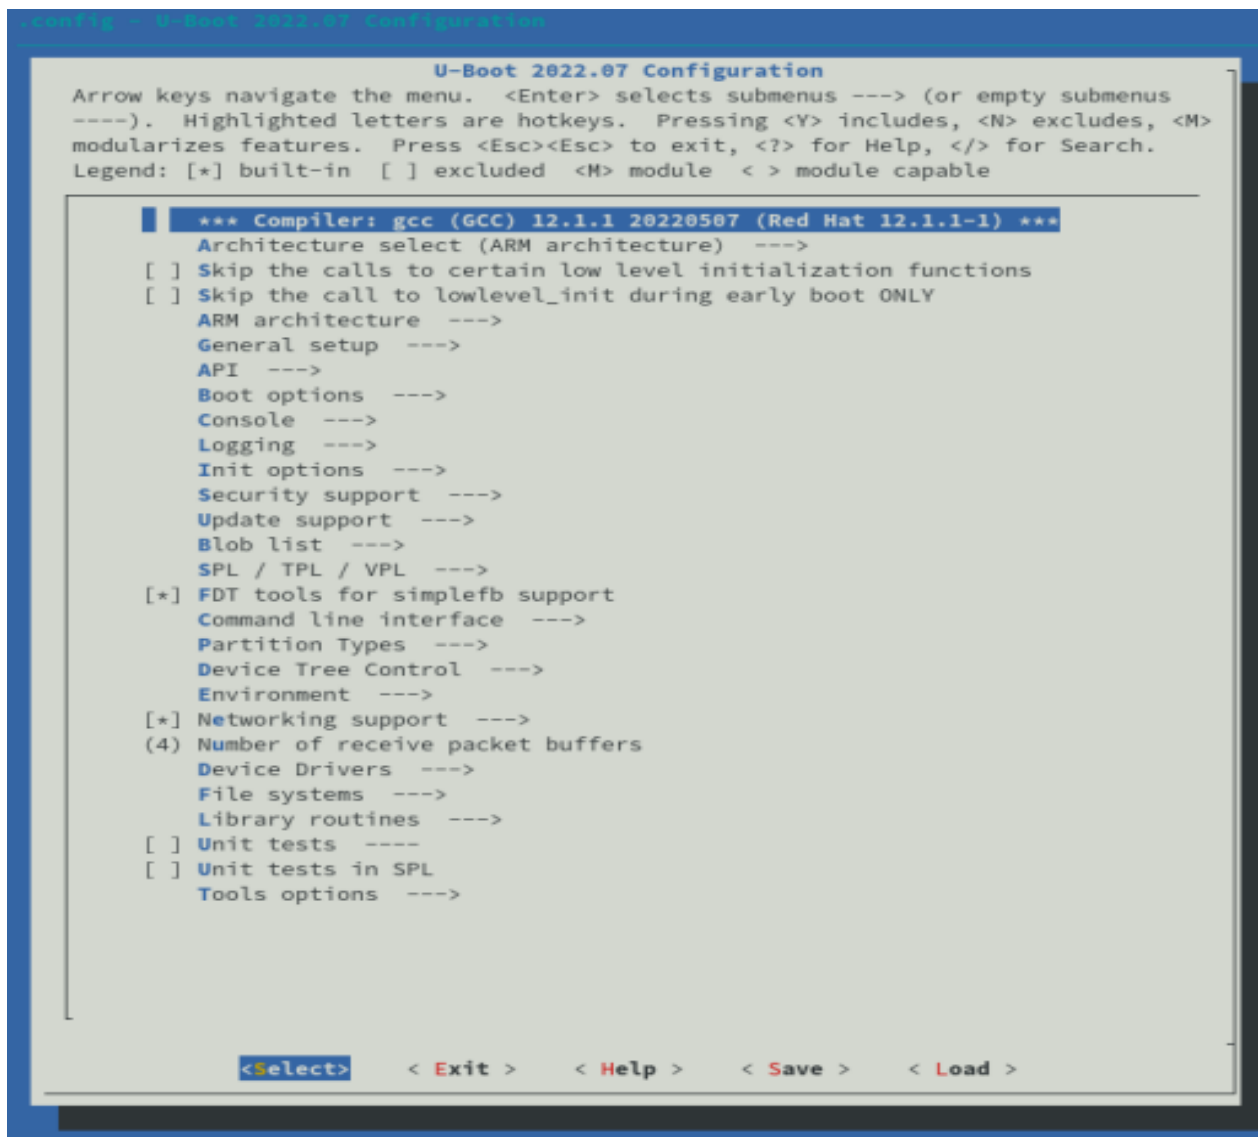 .config - U-Boot 2022.07 Configuration
U-Boot 2022.07 Configuration
Arrow keys navigate the menu.  <Enter> selects submenus ---> (or empty submenus
----).  Highlighted letters are hotkeys.  Pressing <Y> includes, <N> excludes, <M>
modularizes features.  Press <Esc><Esc> to exit, <?> for Help, </> for Search.
Legend: [*] built-in  [ ] excluded  <M> module  < > module capable
*** Compiler: gcc (GCC) 12.1.1 20220507 (Red Hat 12.1.1-1) ***
Architecture select (ARM architecture)  --->
[ ] Skip the calls to certain low level initialization functions
[ ] Skip the call to lowlevel_init during early boot ONLY
ARM architecture  --->
General setup  --->
API  --->
Boot options  --->
Console  --->
Logging  --->
Init options  --->
Security support  --->
Update support  --->
Blob list  --->
SPL / TPL / VPL  --->
[*] FDT tools for simplefb support
Command line interface  --->
Partition Types  --->
Device Tree Control  --->
Environment  --->
[*] Networking support  --->
(4) Number of receive packet buffers
Device Drivers  --->
File systems  --->
Library routines  --->
[ ] Unit tests  ----
[ ] Unit tests in SPL
Tools options  --->
<Select>    < Exit >    < Help >    < Save >    < Load >